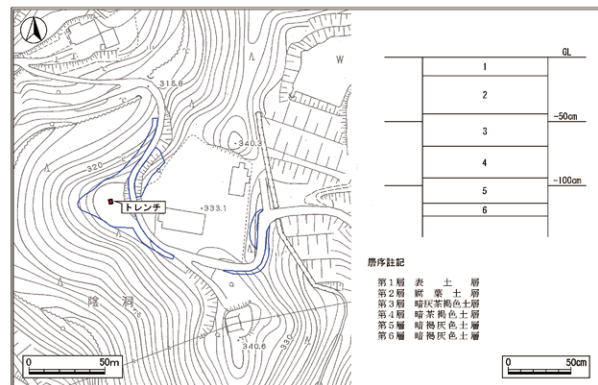 315.8
W
340.3
320
トレンチ
333.1
陰洞
340.6
330
0 50m
GL
1
2
-50cm
3
4
-100cm
5
6
層序註記
第1層 表土層
第2層 腐葉土層
第3層 暗灰茶褐色土層
第4層 暗茶褐色土層
第5層 暗褐灰色土層
第6層 暗褐灰色土層
0 50cm